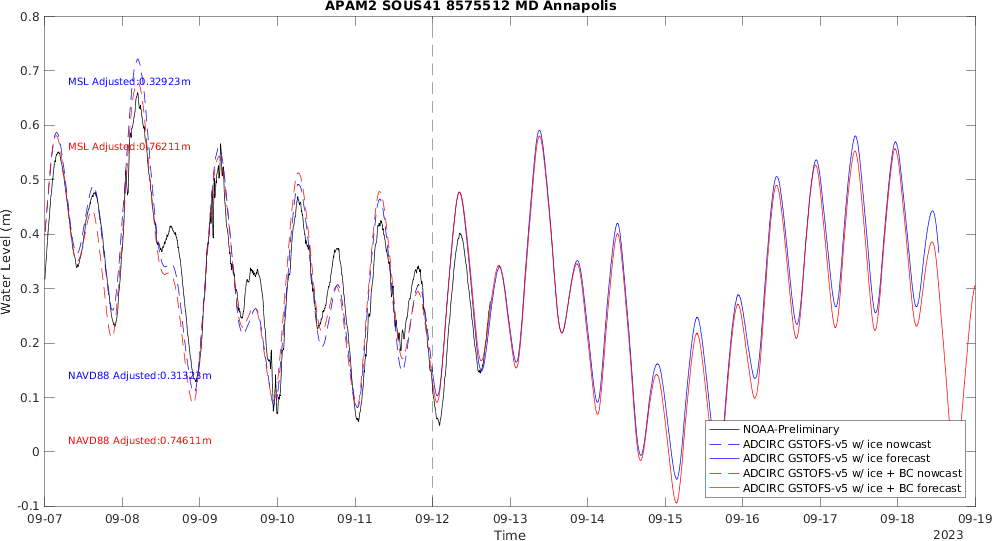 APAM2 SOUS41 8575512 MD Annapolis
0.8
0.7
0.6
0.5
0.4
0.3
0.2
0.1
0
-0.1
Water Level (m)
MSL Adjusted:0.32923m
MSL Adjusted:0.76211m
NAVD88 Adjusted:0.31323m
NAVD88 Adjusted:0.74611m
NOAA-Preliminary
ADCIRC GSTOFS-v5 w/ ice nowcast
ADCIRC GSTOFS-v5 w/ ice forecast
ADCIRC GSTOFS-v5 w/ ice + BC nowcast
ADCIRC GSTOFS-v5 w/ ice + BC forecast
09-07 09-08 09-09 09-10 09-11 09-12 09-13 09-14 09-15 09-16 09-17 09-18 09-19
Time
2023